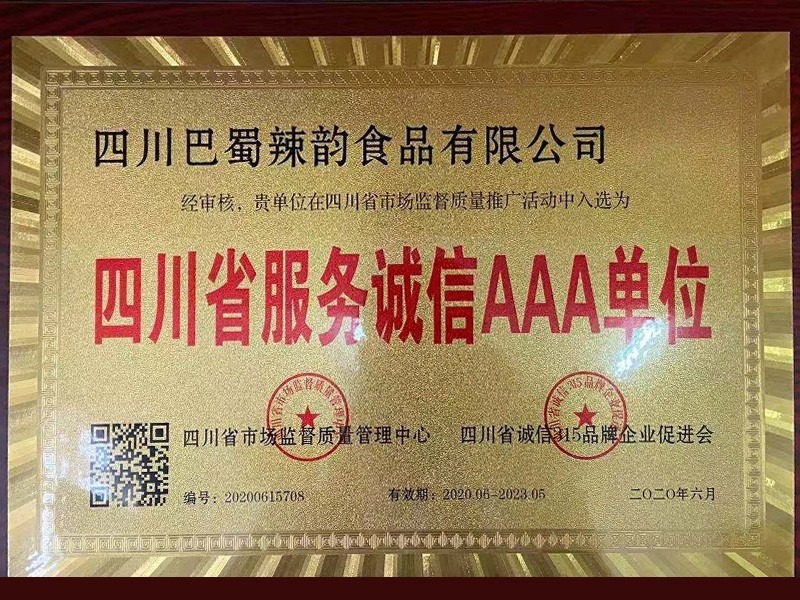 四川巴蜀辣韵食品有限公司
经审核，贵单位在四川省市场监督质量推广活动中入选为
四川省服务诚信AAA单位
四川省市场监督质量管理中心 四川省诚信315品牌企业促进会
编号：20200615708 有效期：2020.06-2023.05 二〇二〇年六月